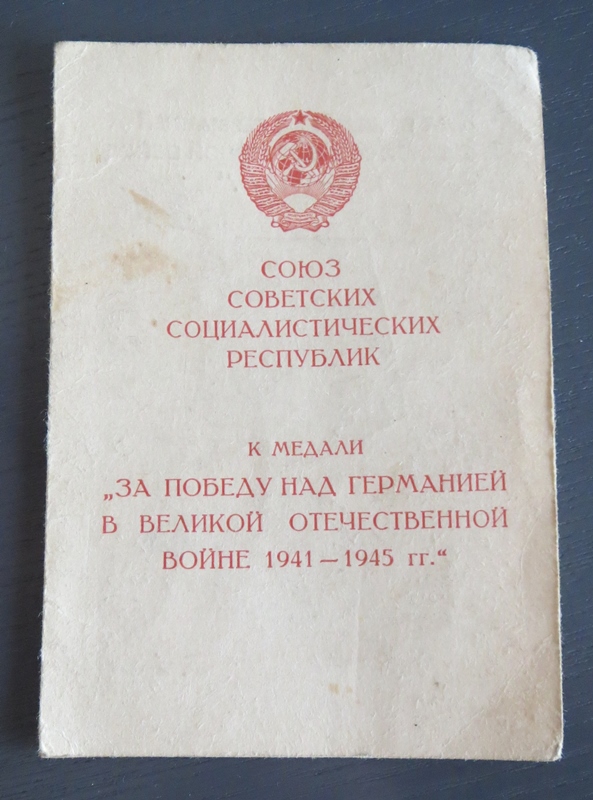 СОЮЗ
СОВЕТСКИХ
СОЦИАЛИСТИЧЕСКИХ
РЕСПУБЛИК
К МЕДАЛИ
„ЗА ПОБЕДУ НАД ГЕРМАНИЕЙ
В ВЕЛИКОЙ ОТЕЧЕСТВЕННОЙ
ВОЙНЕ 1941 — 1945 гг.“